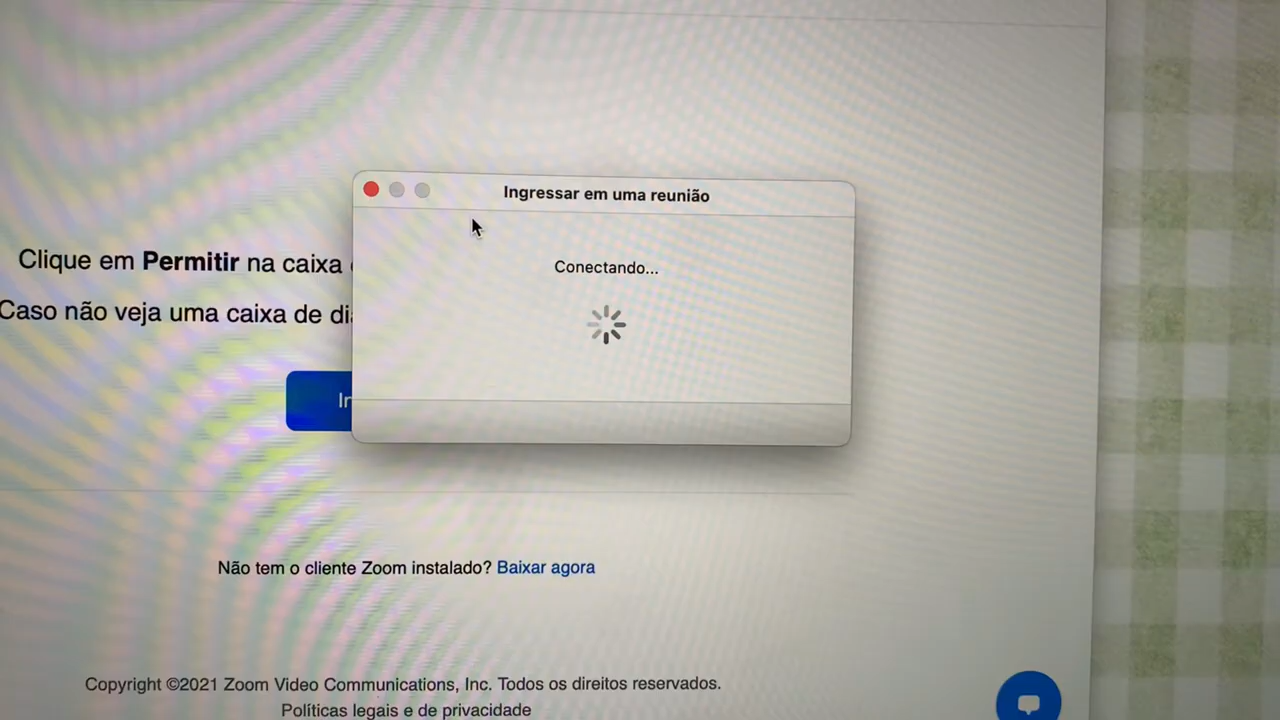 Ingressar em uma reunião
Conectando...
Clique em Permitir na caixa
Caso não veja uma caixa de
Não tem o cliente Zoom instalado? Baixar agora
Copyright ©2021 Zoom Video Communications, Inc. Todos os direitos reservados.
Políticas legais e de privacidade